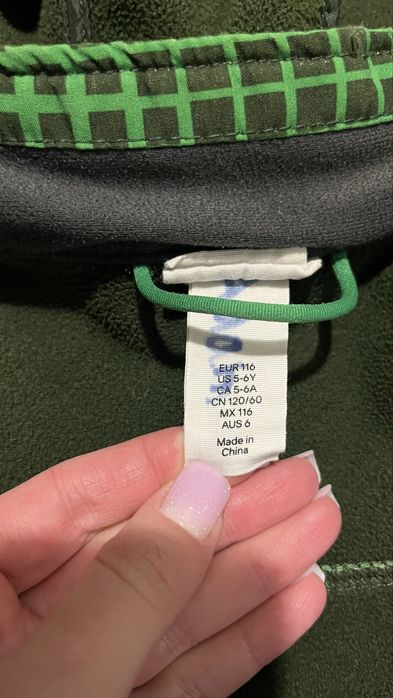 EUR 116
US 5-6Y
CA 5-6A
CN 120/60
MX 116
AUS 6
Made in
China